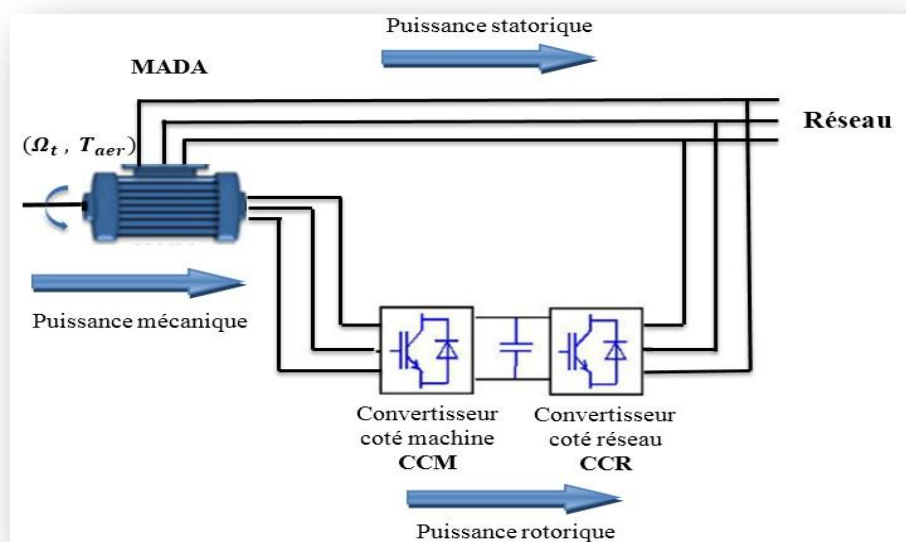 Puissance statorique
MADA
Réseau
(Ω_t , T_aer)
Puissance mécanique
Convertisseur
coté machine
CCM
Convertisseur
coté réseau
CCR
Puissance rotorique